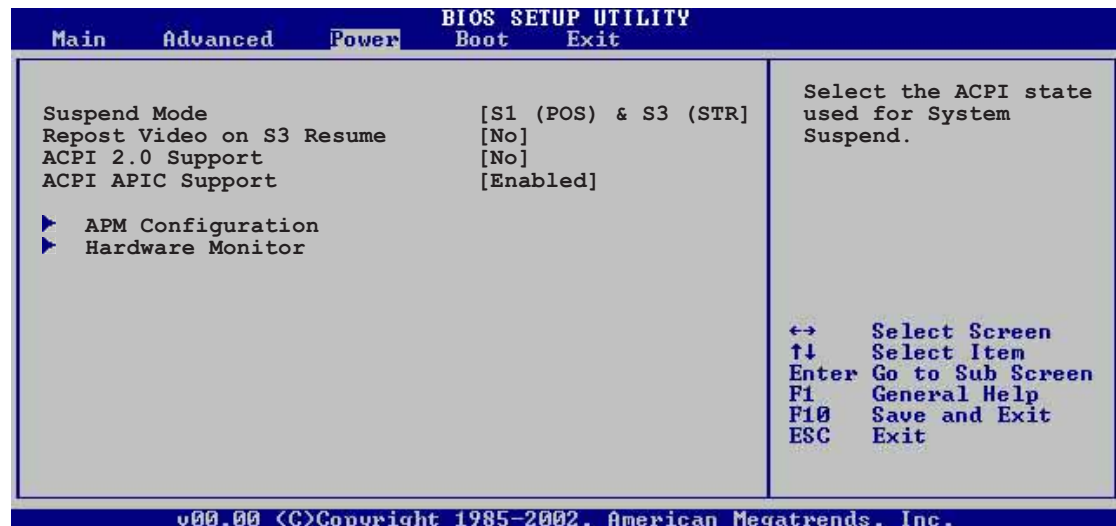 BIOS SETUP UTILITY
Main Advanced Power Boot Exit
Suspend Mode [S1 (POS) & S3 (STR]
Repost Video on S3 Resume [No]
ACPI 2.0 Support [No]
ACPI APIC Support [Enabled]
APM Configuration
Hardware Monitor
Select the ACPI state
used for System
Suspend.
←→ Select Screen
↑↓ Select Item
Enter Go to Sub Screen
F1 General Help
F10 Save and Exit
ESC Exit
v00.00 (C)Copyright 1985-2002, American Megatrends, Inc.